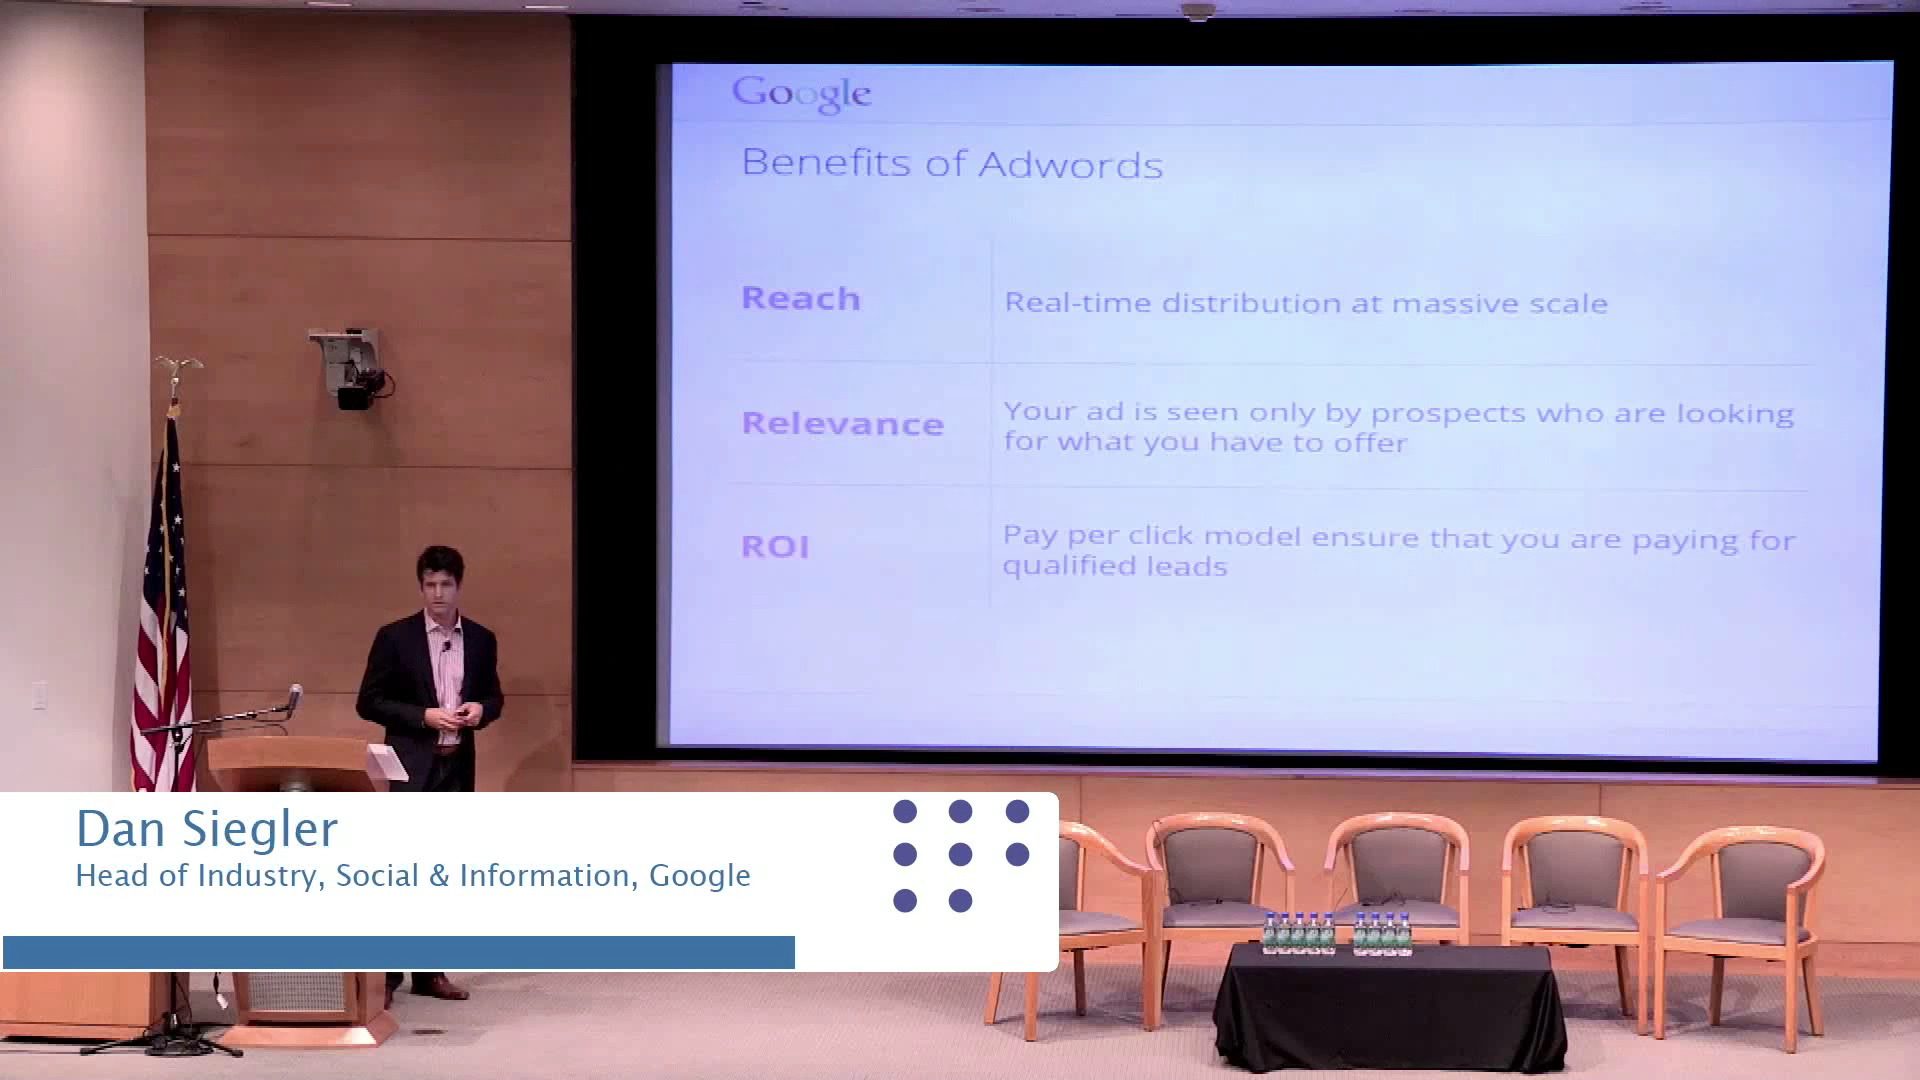 Google
Benefits of Adwords
Reach
Real-time distribution at massive scale
Relevance
Your ad is seen only by prospects who are looking
for what you have to offer
ROI
Pay per click model ensure that you are paying for
qualified leads
Dan Siegler
Head of Industry, Social & Information, Google